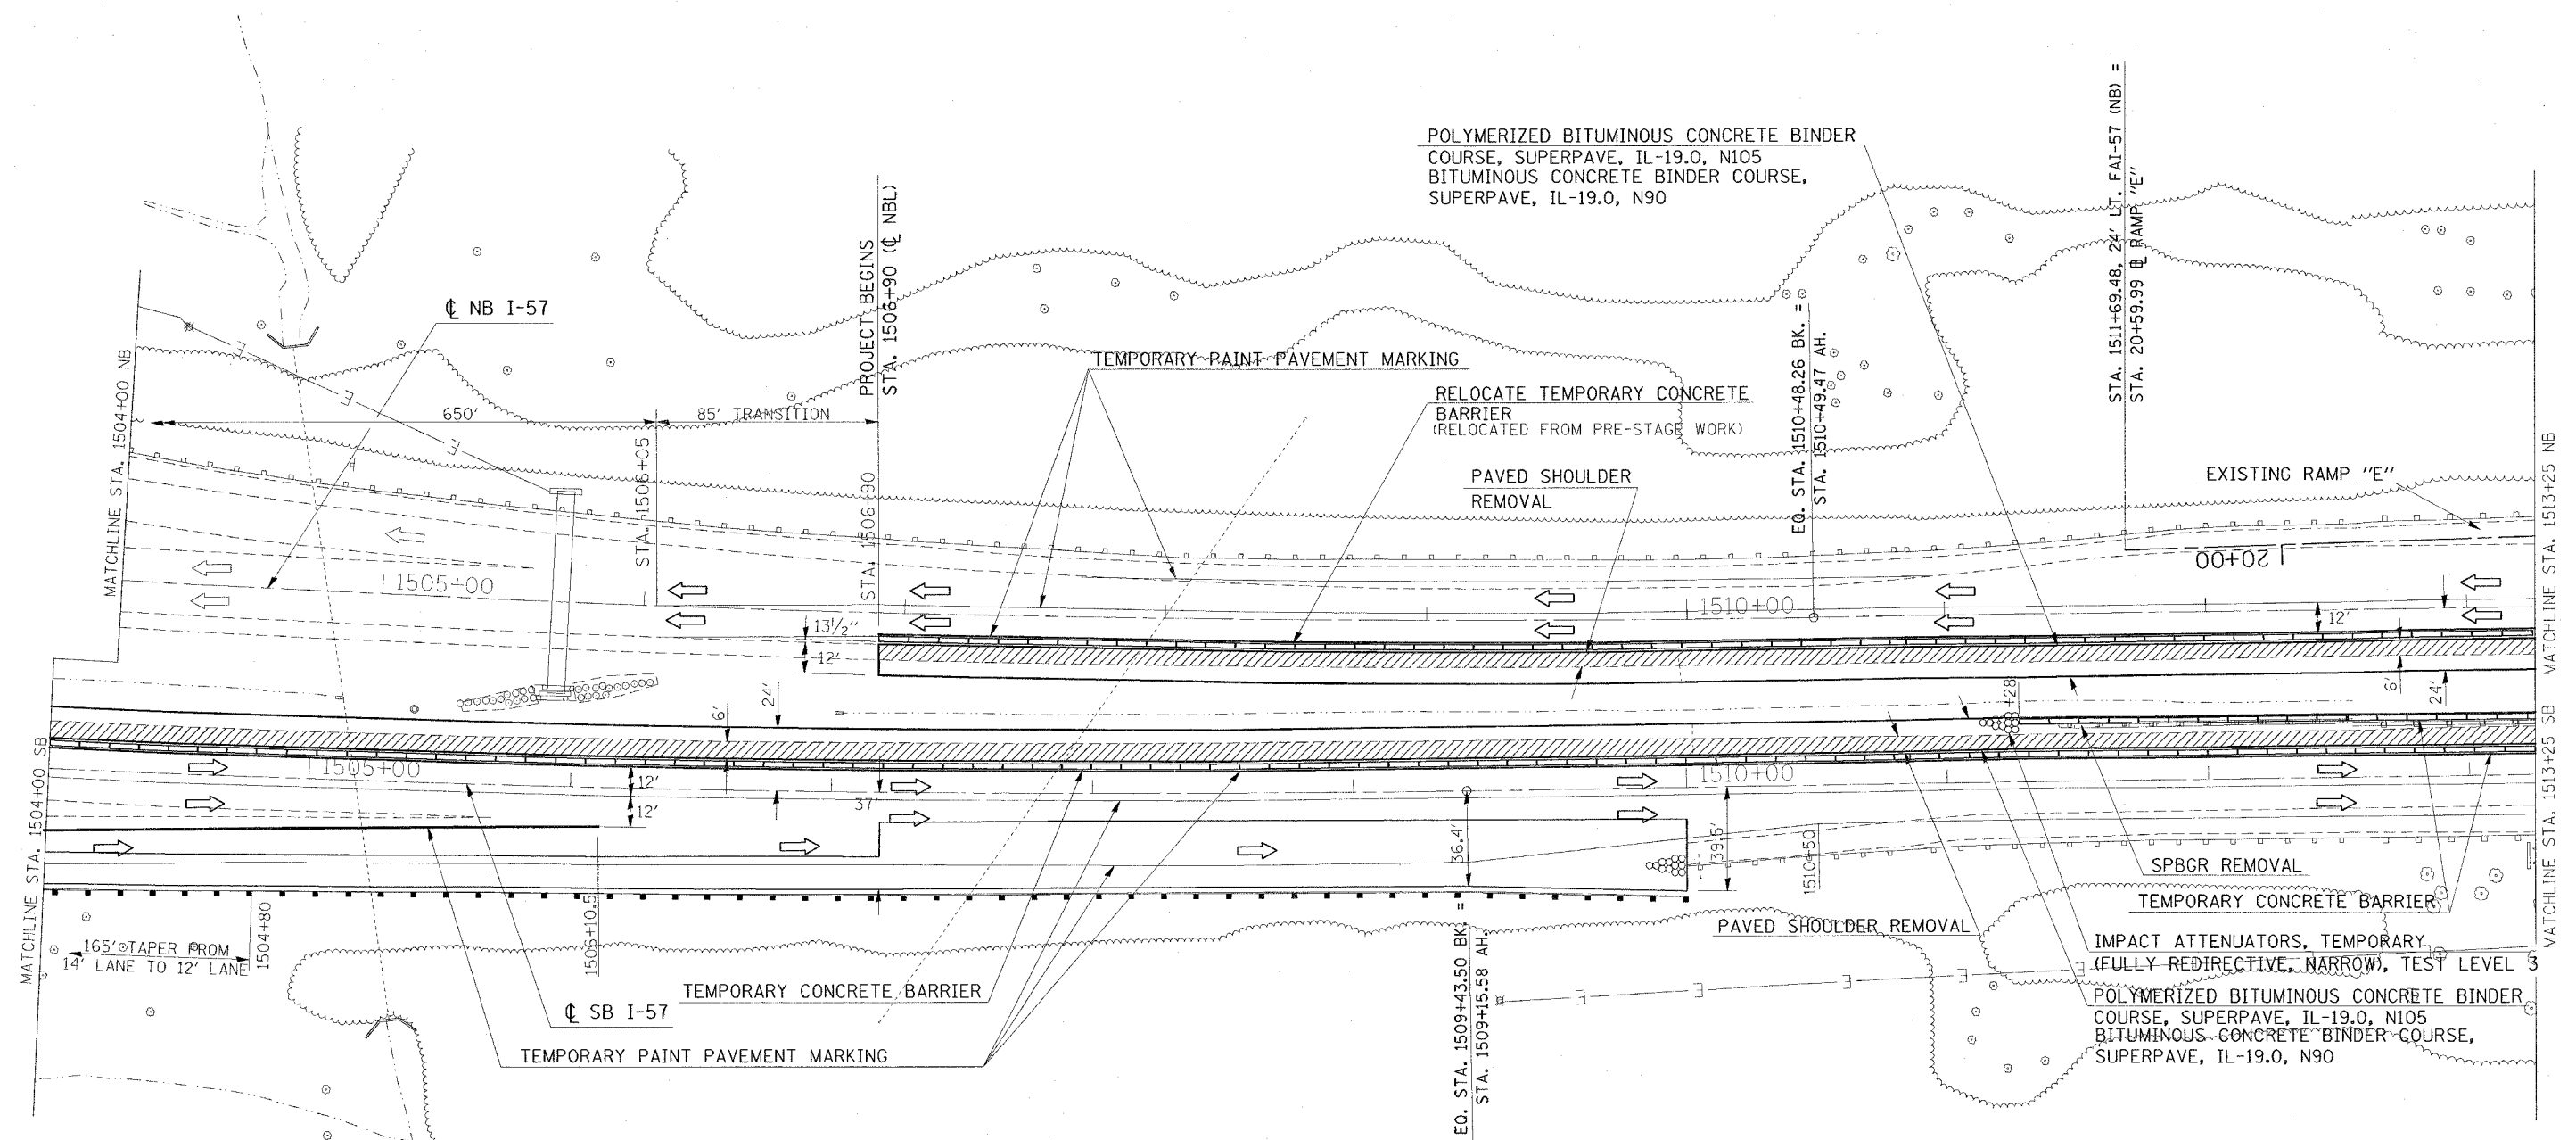 POLYMERIZED BITUMINOUS CONCRETE BINDER
COURSE, SUPERPAVE, IL-19.0, N105
BITUMINOUS CONCRETE BINDER COURSE,
SUPERPAVE, IL-19.0, N90
STA. 1511+69.48, 24' LT. FAI-57 (NB) =
STA. 20+59.99 ℄ RAMP "E"
PROJECT BEGINS
STA. 1506+90 (℄ NBL)
℄ NB I-57
MATCHLINE STA. 1504+00 NB
650'
85' TRANSITION
STA. 1506+05
STA. 1506+90
TEMPORARY PAINT PAVEMENT MARKING
RELOCATE TEMPORARY CONCRETE
BARRIER
(RELOCATED FROM PRE-STAGE WORK)
PAVED SHOULDER
REMOVAL
EQ. STA. 1510+48.26 BK. =
STA. 1510+49.47 AH.
EXISTING RAMP "E"
MATCHLINE STA. 1513+25 NB
20+00
1505+00
1510+00
13½"
12'
12'
24'
6'
6'
24'
+28
MATCHLINE STA. 1504+00 SB
MATCHLINE STA. 1513+25 SB
1505+00
12'
12'
37'
1510+00
36.4'
39.6'
1510+50
SPBGR REMOVAL
TEMPORARY CONCRETE BARRIER
PAVED SHOULDER REMOVAL
IMPACT ATTENUATORS, TEMPORARY
(FULLY REDIRECTIVE, NARROW), TEST LEVEL 3
POLYMERIZED BITUMINOUS CONCRETE BINDER
COURSE, SUPERPAVE, IL-19.0, N105
BITUMINOUS CONCRETE BINDER COURSE,
SUPERPAVE, IL-19.0, N90
165' TAPER FROM
14' LANE TO 12' LANE
1504+80
1506+10.5
TEMPORARY CONCRETE BARRIER
℄ SB I-57
TEMPORARY PAINT PAVEMENT MARKING
EQ. STA. 1509+43.50 BK. =
STA. 1509+15.58 AH.